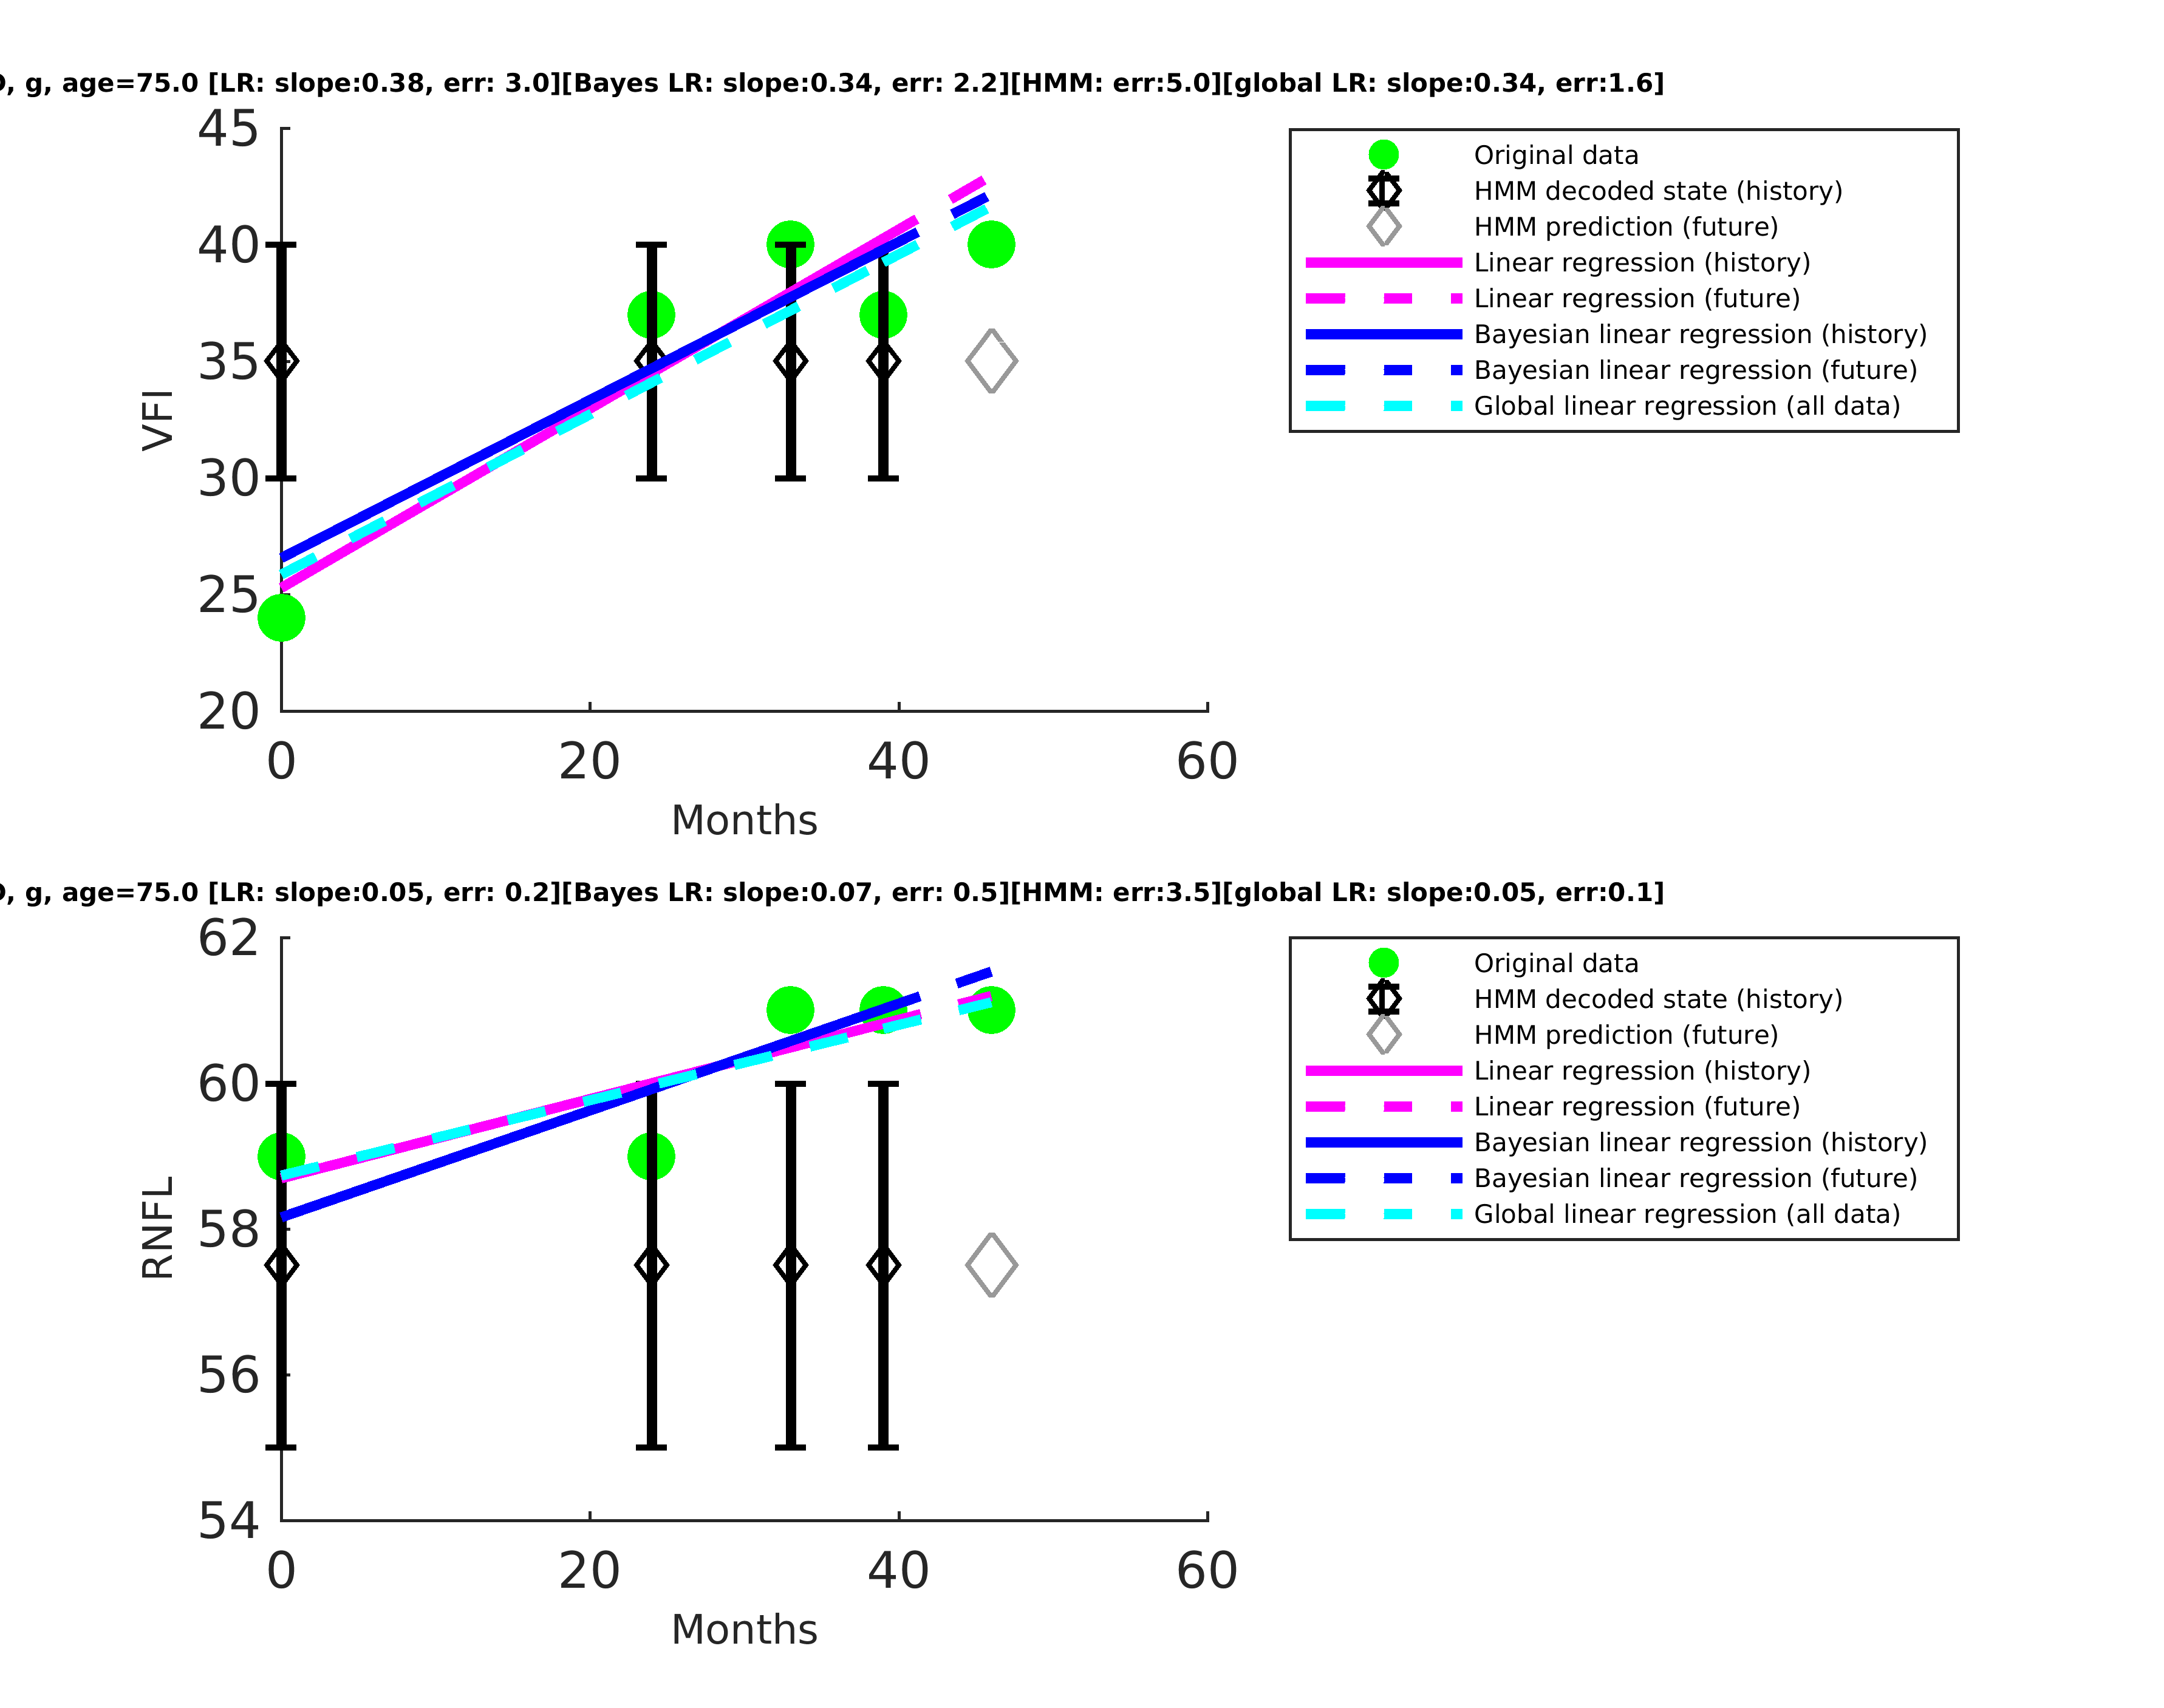 , g, age=75.0 [LR: slope:0.38, err: 3.0][Bayes LR: slope:0.34, err: 2.2][HMM: err:5.0][global LR: slope:0.34, err:1.6]
45
40
35
30
25
20
VFI
0 20 40 60
Months
Original data
HMM decoded state (history)
HMM prediction (future)
Linear regression (history)
Linear regression (future)
Bayesian linear regression (history)
Bayesian linear regression (future)
Global linear regression (all data)
, g, age=75.0 [LR: slope:0.05, err: 0.2][Bayes LR: slope:0.07, err: 0.5][HMM: err:3.5][global LR: slope:0.05, err:0.1]
62
60
58
56
54
RNFL
0 20 40 60
Months
Original data
HMM decoded state (history)
HMM prediction (future)
Linear regression (history)
Linear regression (future)
Bayesian linear regression (history)
Bayesian linear regression (future)
Global linear regression (all data)